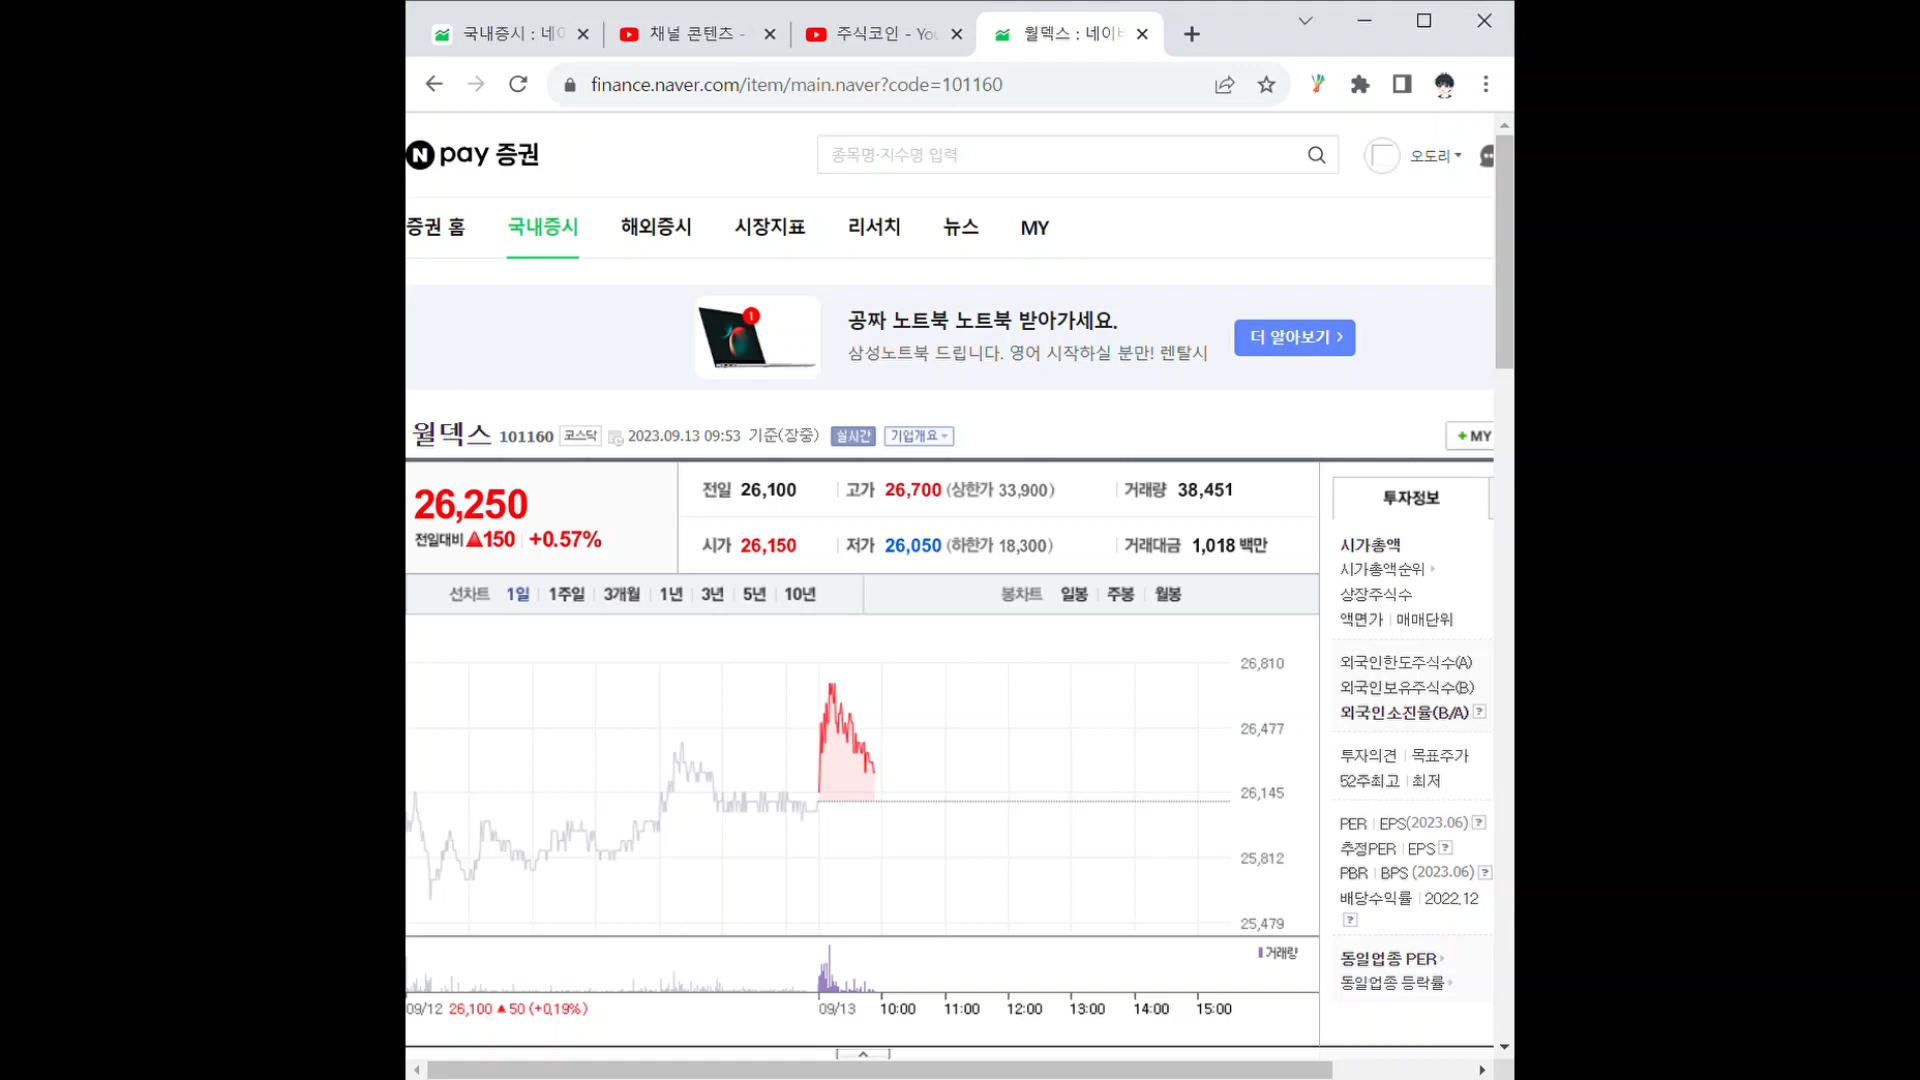 국내증시 : 네이
채널 콘텐츠 -
주식코인 - You
월덱스 : 네이버
finance.naver.com/item/main.naver?code=101160
N pay 증권
종목명·지수명 입력
오도리
증권 홈 국내증시 해외증시 시장지표 리서치 뉴스 MY
1
공짜 노트북 노트북 받아가세요.
삼성노트북 드립니다. 영어 시작하실 분만! 렌탈시
더 알아보기 >
월덱스 101160 코스닥 2023.09.13 09:53 기준(장중) 실시간 기업개요
+ MY
26,250
전일대비 ▲150 +0.57%
전일 26,100 고가 26,700 (상한가 33,900) 거래량 38,451
시가 26,150 저가 26,050 (하한가 18,300) 거래대금 1,018 백만
선차트 1일 1주일 3개월 1년 3년 5년 10년 봉차트 일봉 주봉 월봉
26,810
26,477
26,145
25,812
25,479
거래량
09/12 26,100 ▲ 50 (+0.19%)
09/13 10:00 11:00 12:00 13:00 14:00 15:00
투자정보
시가총액
시가총액순위
상장주식수
액면가 매매단위
외국인한도주식수(A)
외국인보유주식수(B)
외국인소진율(B/A) ?
투자의견 목표주가
52주최고 최저
PER EPS(2023.06) ?
추정PER EPS ?
PBR BPS (2023.06) ?
배당수익률 2022.12
?
동일업종 PER
동일업종 등락률